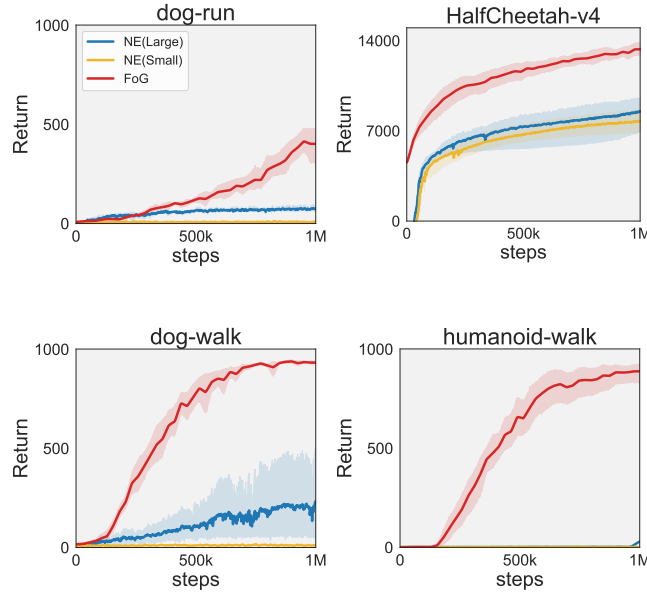 dog-run
1000
500
0
Return
NE(Large)
NE(Small)
FoG
0
500k
1M
steps
HalfCheetah-v4
14000
7000
0
Return
0
500k
1M
steps
dog-walk
1000
500
0
Return
0
500k
1M
steps
humanoid-walk
1000
500
0
Return
0
500k
1M
steps